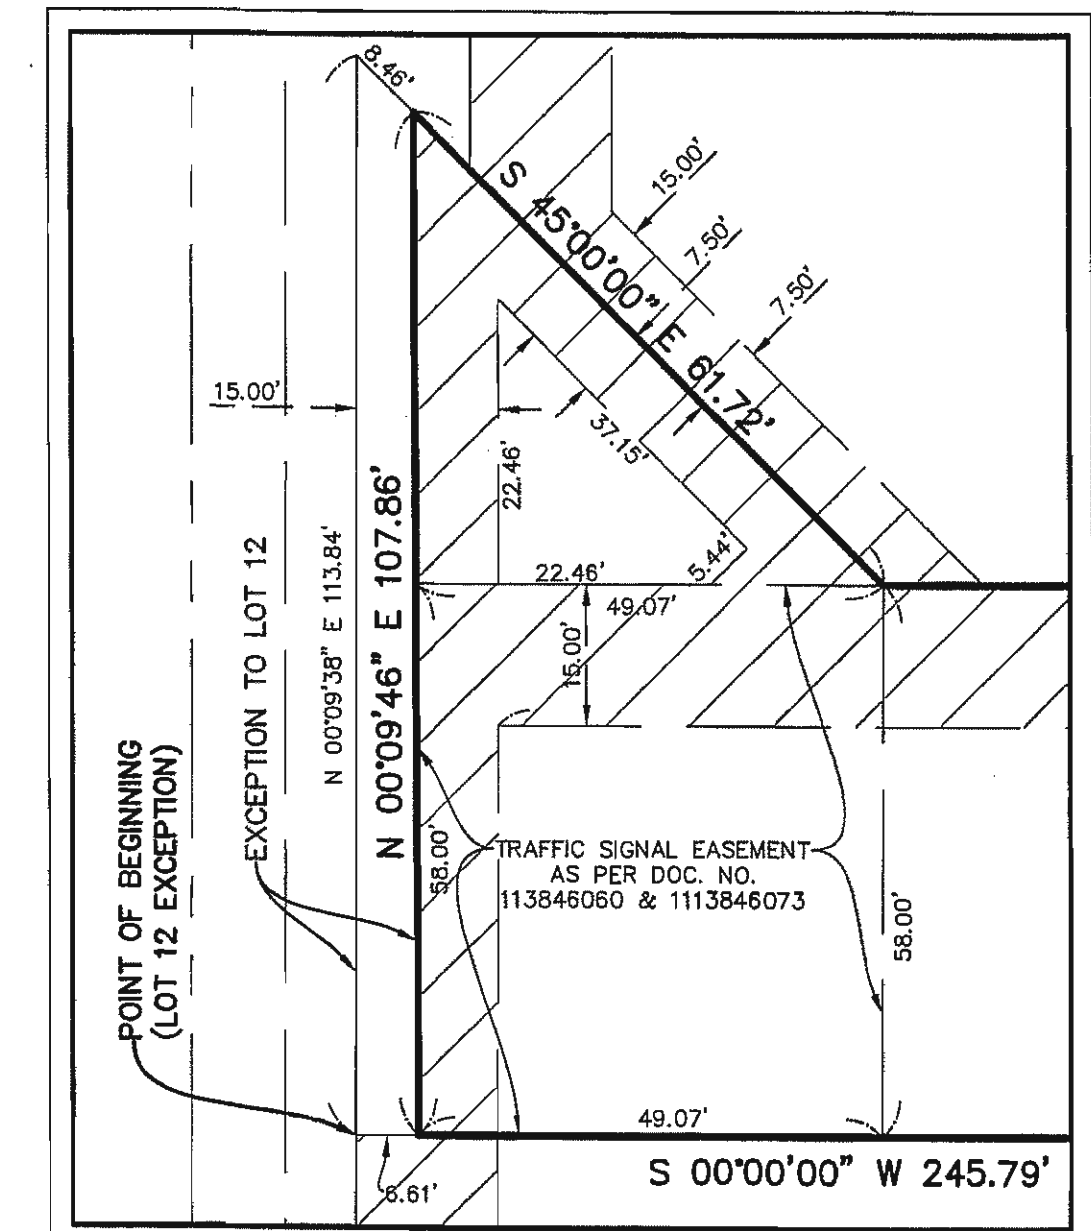 8.46'
S 45°00'00" E 61.72'
15.00'
7.50'
7.50'
15.00'
37.15'
22.46'
N 00°09'38" E 113.84'
N 00°09'46" E 107.86'
EXCEPTION TO LOT 12
22.46'
5.44'
49.07'
15.00'
POINT OF BEGINNING
(LOT 12 EXCEPTION)
58.00'
TRAFFIC SIGNAL EASEMENT
AS PER DOC. NO.
113846060 & 1113846073
58.00'
49.07'
6.61'
S 00°00'00" W 245.79'